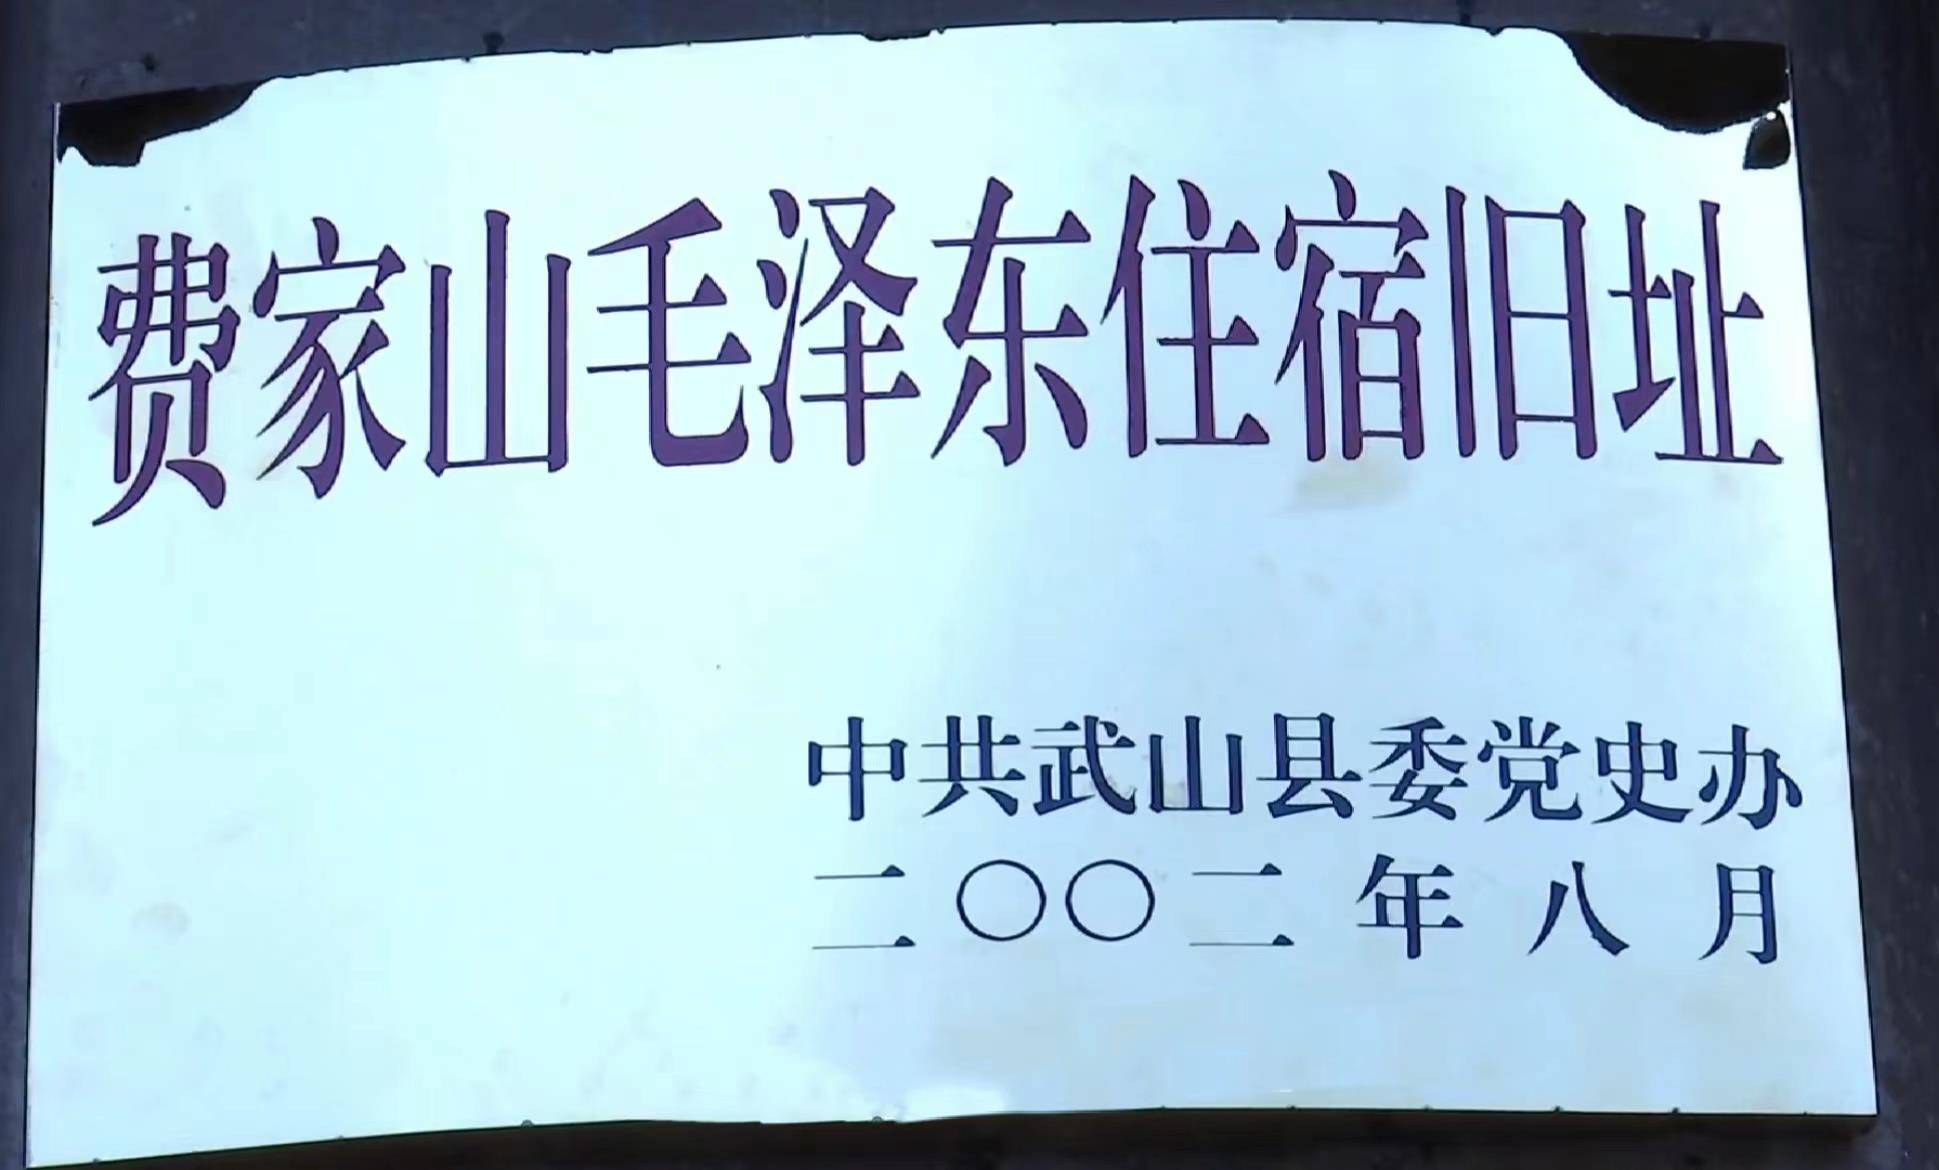 费家山毛泽东住宿旧址
中共武山县委党史办
二〇〇二年八月